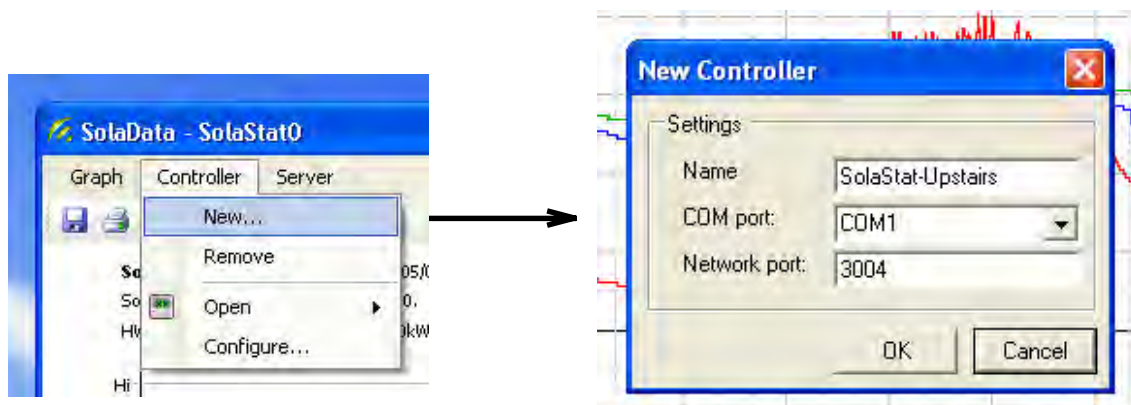 SolaData - SolaStat0
Graph Controller Server
New...
Remove
Open
Configure...
Hi
New Controller
Settings
Name SolaStat-Upstairs
COM port: COM1
Network port: 3004
OK Cancel